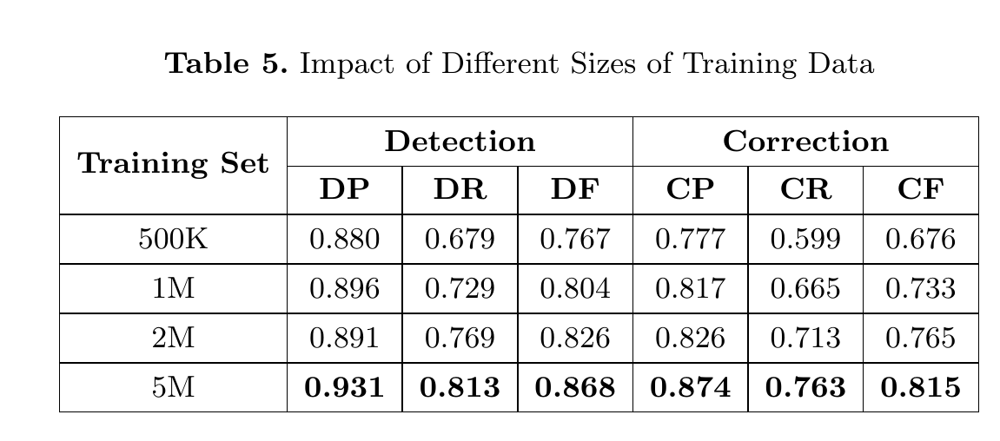 Table 5. Impact of Different Sizes of Training Data
Training Set Detection Correction
DP DR DF CP CR CF
500K 0.880 0.679 0.767 0.777 0.599 0.676
1M 0.896 0.729 0.804 0.817 0.665 0.733
2M 0.891 0.769 0.826 0.826 0.713 0.765
5M 0.931 0.813 0.868 0.874 0.763 0.815